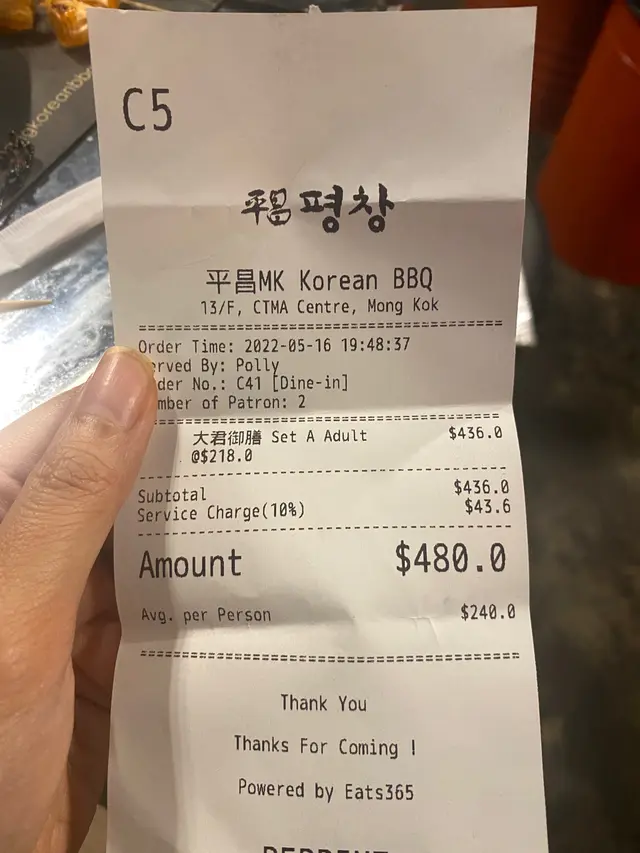 C5
平昌 평창
平昌MK Korean BBQ
13/F, CTMA Centre, Mong Kok
Order Time: 2022-05-16 19:48:37
erved By: Polly
der No.: C41 [Dine-in]
mber of Patron: 2
大君御膳 Set A Adult $436.0
@$218.0
Subtotal $436.0
Service Charge(10%) $43.6
Amount $480.0
Avg. per Person $240.0
Thank You
Thanks For Coming !
Powered by Eats365